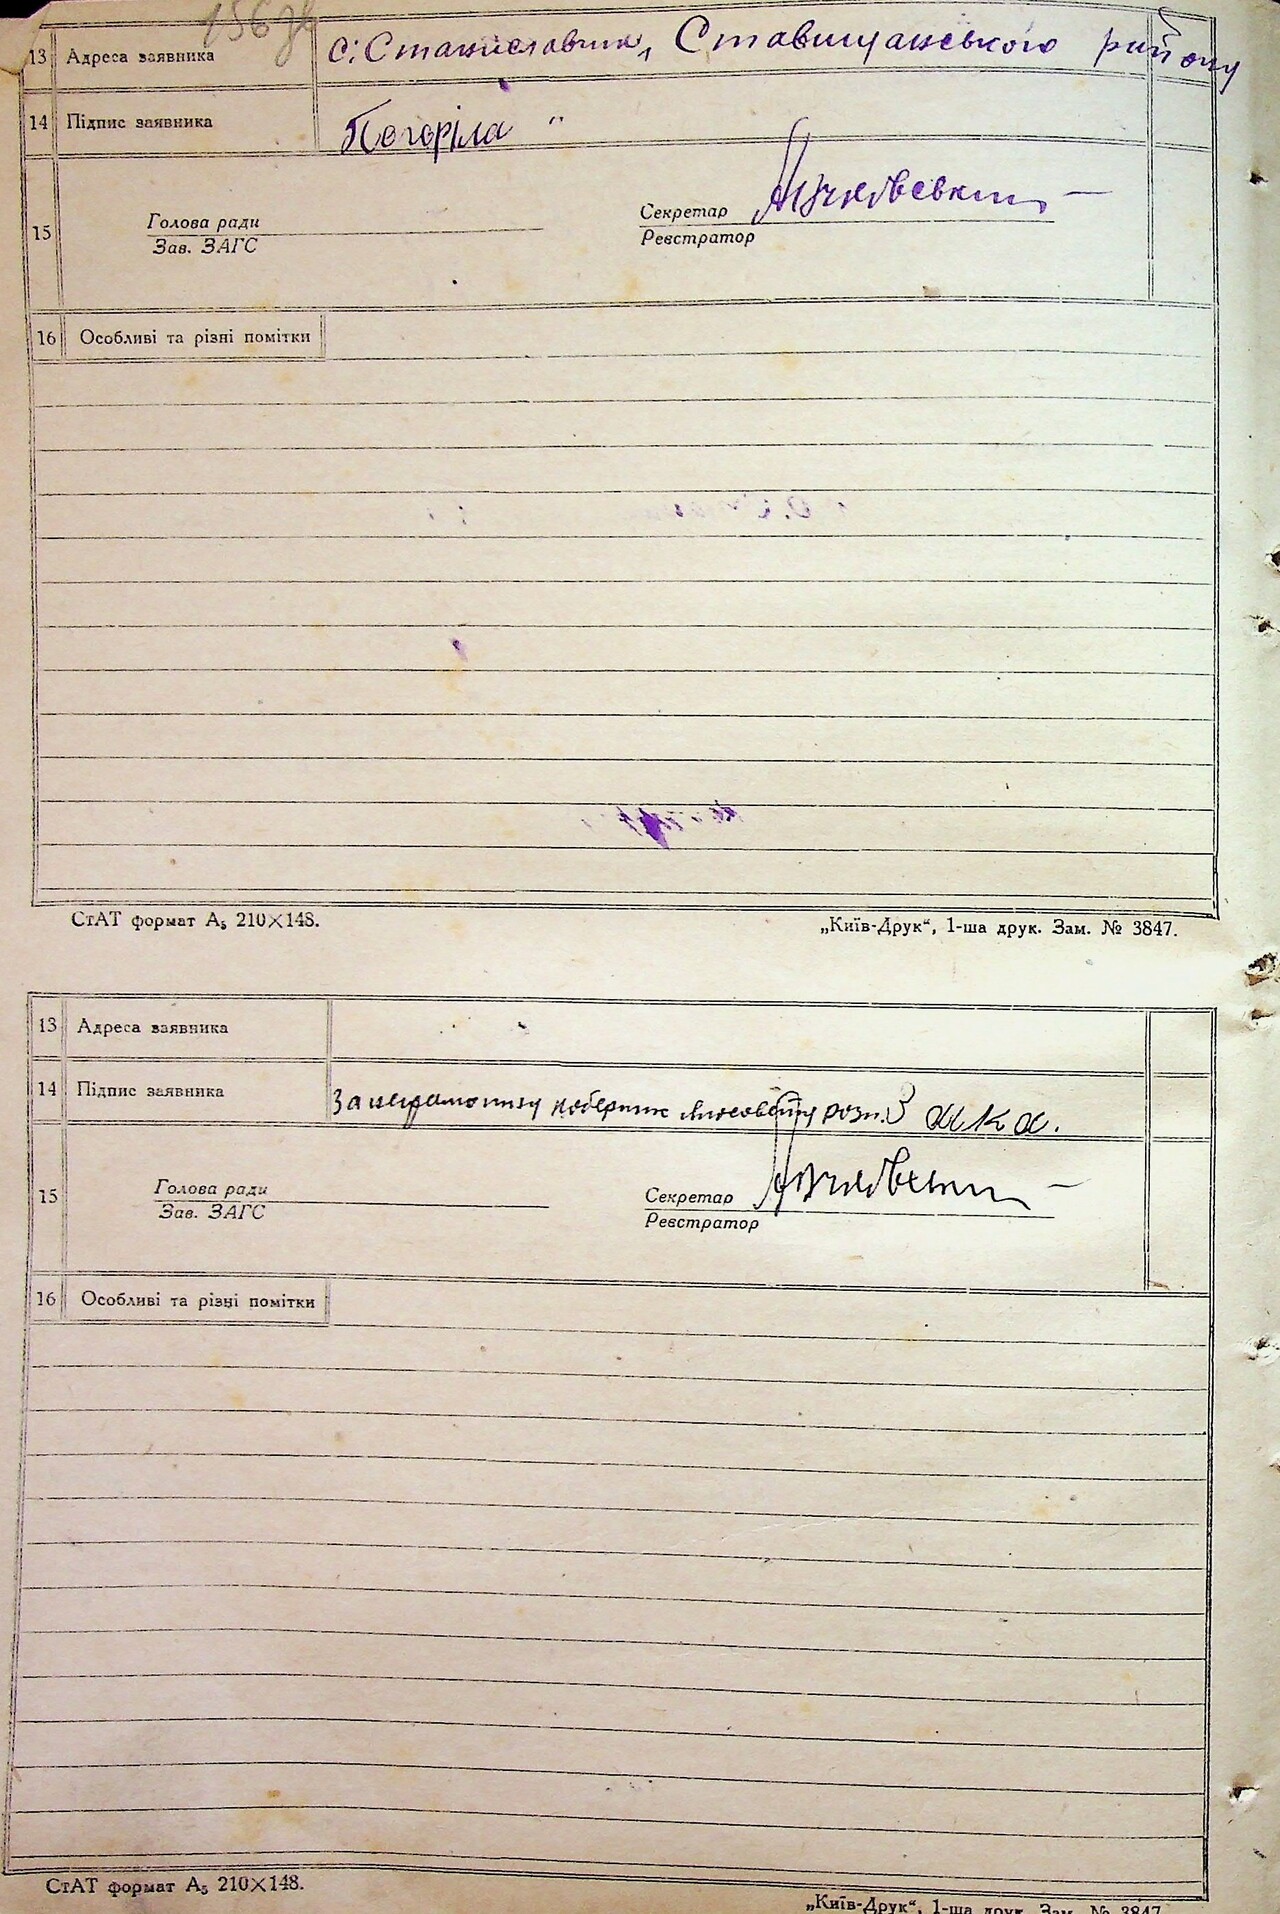 156зв
13 Адреса заявника с. Станиславчик, Ставищанського району
14 Підпис заявника Погоріла
15 Голова ради Секретар
Зав. ЗАГС Реєстратор
16 Особливі та різні помітки
СтАТ формат А5 210×148. „Київ-Друк“, 1-ша друк. Зам. № 3847.
13 Адреса заявника
14 Підпис заявника За неграмотну розп.
15 Голова ради Секретар
Зав. ЗАГС Реєстратор
16 Особливі та різні помітки
СтАТ формат А5 210×148.
„Київ-Друк“, 1-ша друк. Зам. № 3847